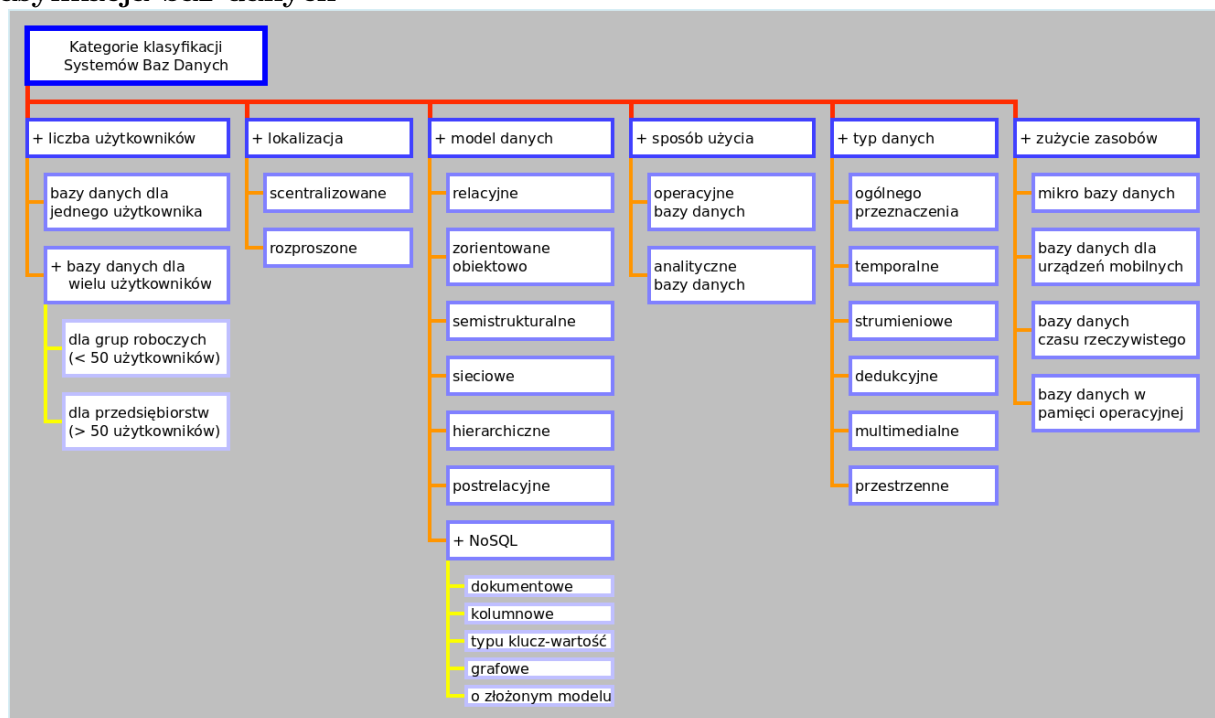 Kategorie klasyfikacji
Systemów Baz Danych
+ liczba użytkowników
bazy danych dla
jednego użytkownika
+ bazy danych dla
wielu użytkowników
dla grup roboczych
(< 50 użytkowników)
dla przedsiębiorstw
(> 50 użytkowników)
+ lokalizacja
scentralizowane
rozproszone
+ model danych
relacyjne
zorientowane
obiektowo
semistrukturalne
sieciowe
hierarchiczne
postrelacyjne
+ NoSQL
dokumentowe
kolumnowe
typu klucz-wartość
grafowe
o złożonym modelu
+ sposób użycia
operacyjne
bazy danych
analityczne
bazy danych
+ typ danych
ogólnego
przeznaczenia
temporalne
strumieniowe
dedukcyjne
multimedialne
przestrzenne
+ zużycie zasobów
mikro bazy danych
bazy danych dla
urządzeń mobilnych
bazy danych
czasu rzeczywistego
bazy danych w
pamięci operacyjnej